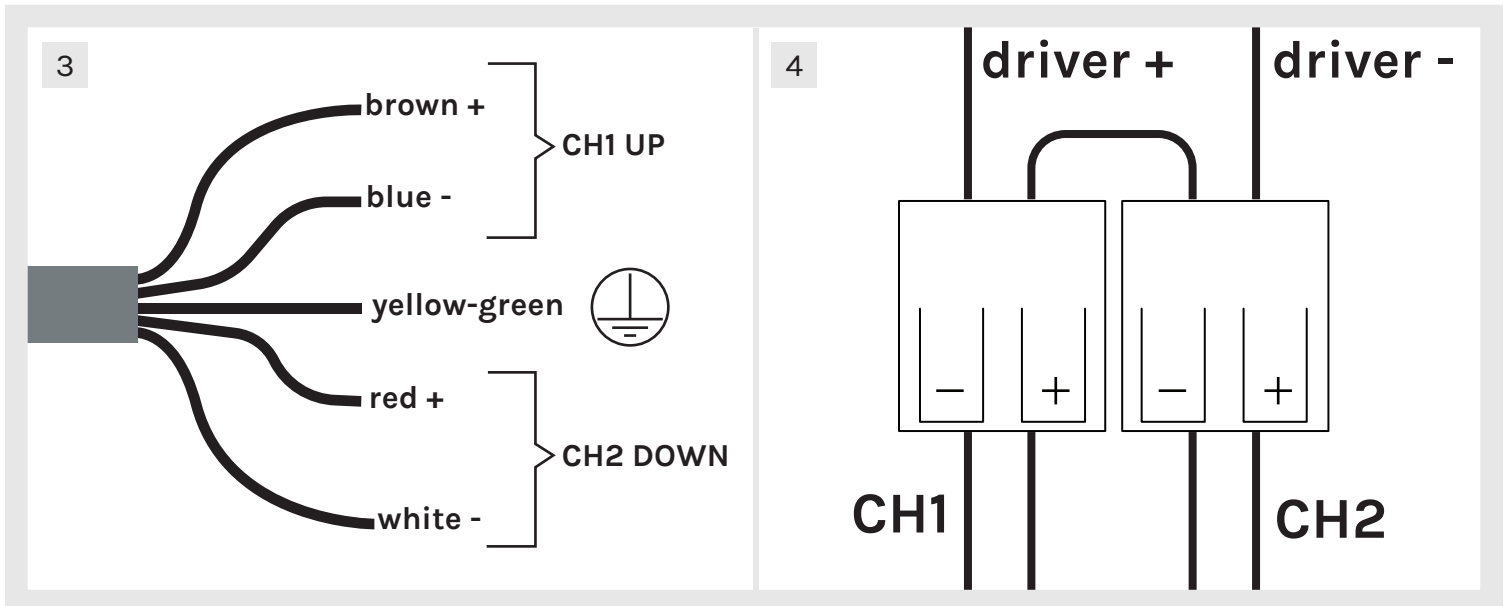 3
brown +
CH1 UP
blue -
yellow-green
red +
CH2 DOWN
white -
4
driver +
driver -
− + − +
CH1
CH2